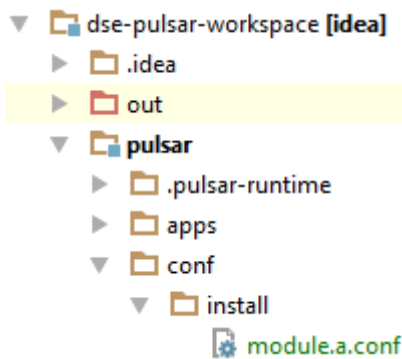 dse-pulsar-workspace [idea]
.idea
out
pulsar
.pulsar-runtime
apps
conf
install
module.a.conf